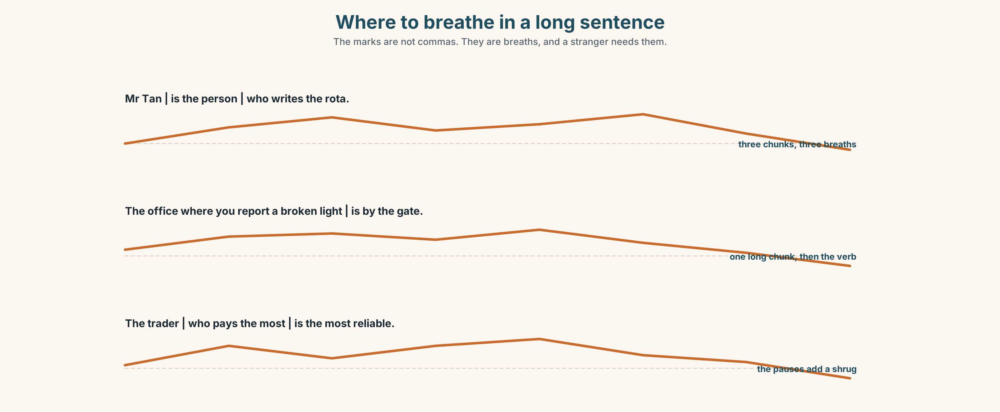 Where to breathe in a long sentence
The marks are not commas. They are breaths, and a stranger needs them.
Mr Tan | is the person | who writes the rota.
three chunks, three breaths
The office where you report a broken light | is by the gate.
one long chunk, then the verb
The trader | who pays the most | is the most reliable.
the pauses add a shrug